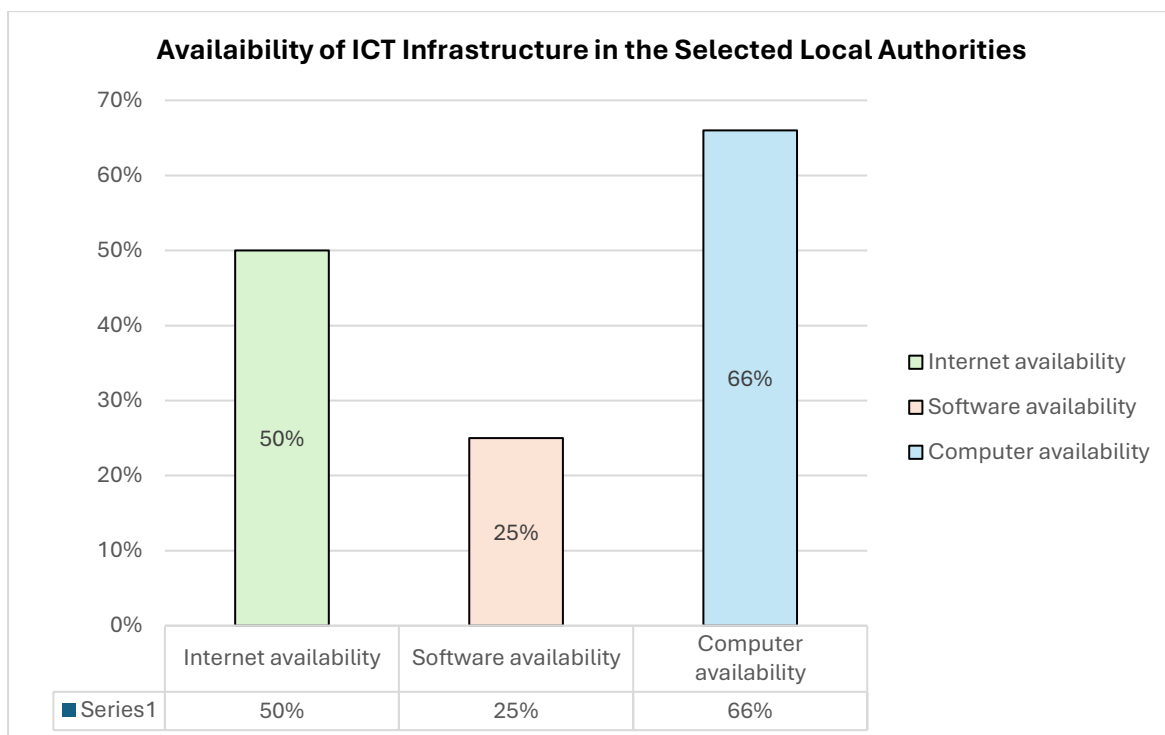 Availaibility of ICT Infrastructure in the Selected Local Authorities
70%
60%
50%
40%
30%
20%
10%
0%
50%
25%
66%
Internet availability
Software availability
Computer availability
Internet availability Software availability Computer
availability
Series1 50% 25% 66%